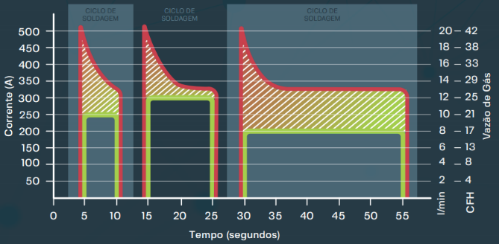 CICLO DE
SOLDAGEM
CICLO DE
SOLDAGEM
CICLO DE
SOLDAGEM
Corrente (A)
500
450
400
350
300
250
200
150
100
50
20 – 42
18 – 38
16 – 33
14 – 29
12 – 25
10 – 21
8 – 17
6 – 13
4 – 8
2 – 4
l/min
CFH
Vazão de Gás
0 5 10 15 20 25 30 35 40 45 50 55
Tempo (segundos)